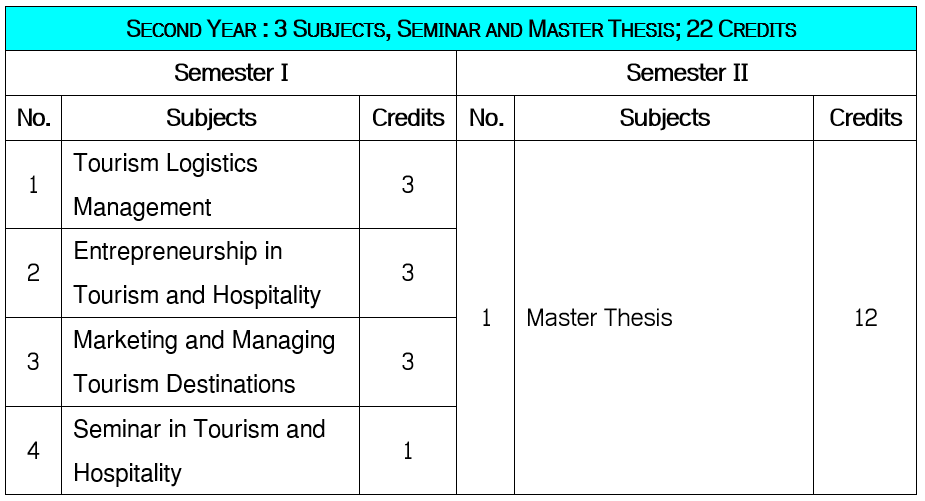 SECOND YEAR : 3 SUBJECTS, SEMINAR AND MASTER THESIS; 22 CREDITS
Semester I
Semester II
No.
Subjects
Credits
No.
Subjects
Credits
1
Tourism Logistics
Management
3
2
Entrepreneurship in
Tourism and Hospitality
3
3
Marketing and Managing
Tourism Destinations
3
4
Seminar in Tourism and
Hospitality
1
1
Master Thesis
12